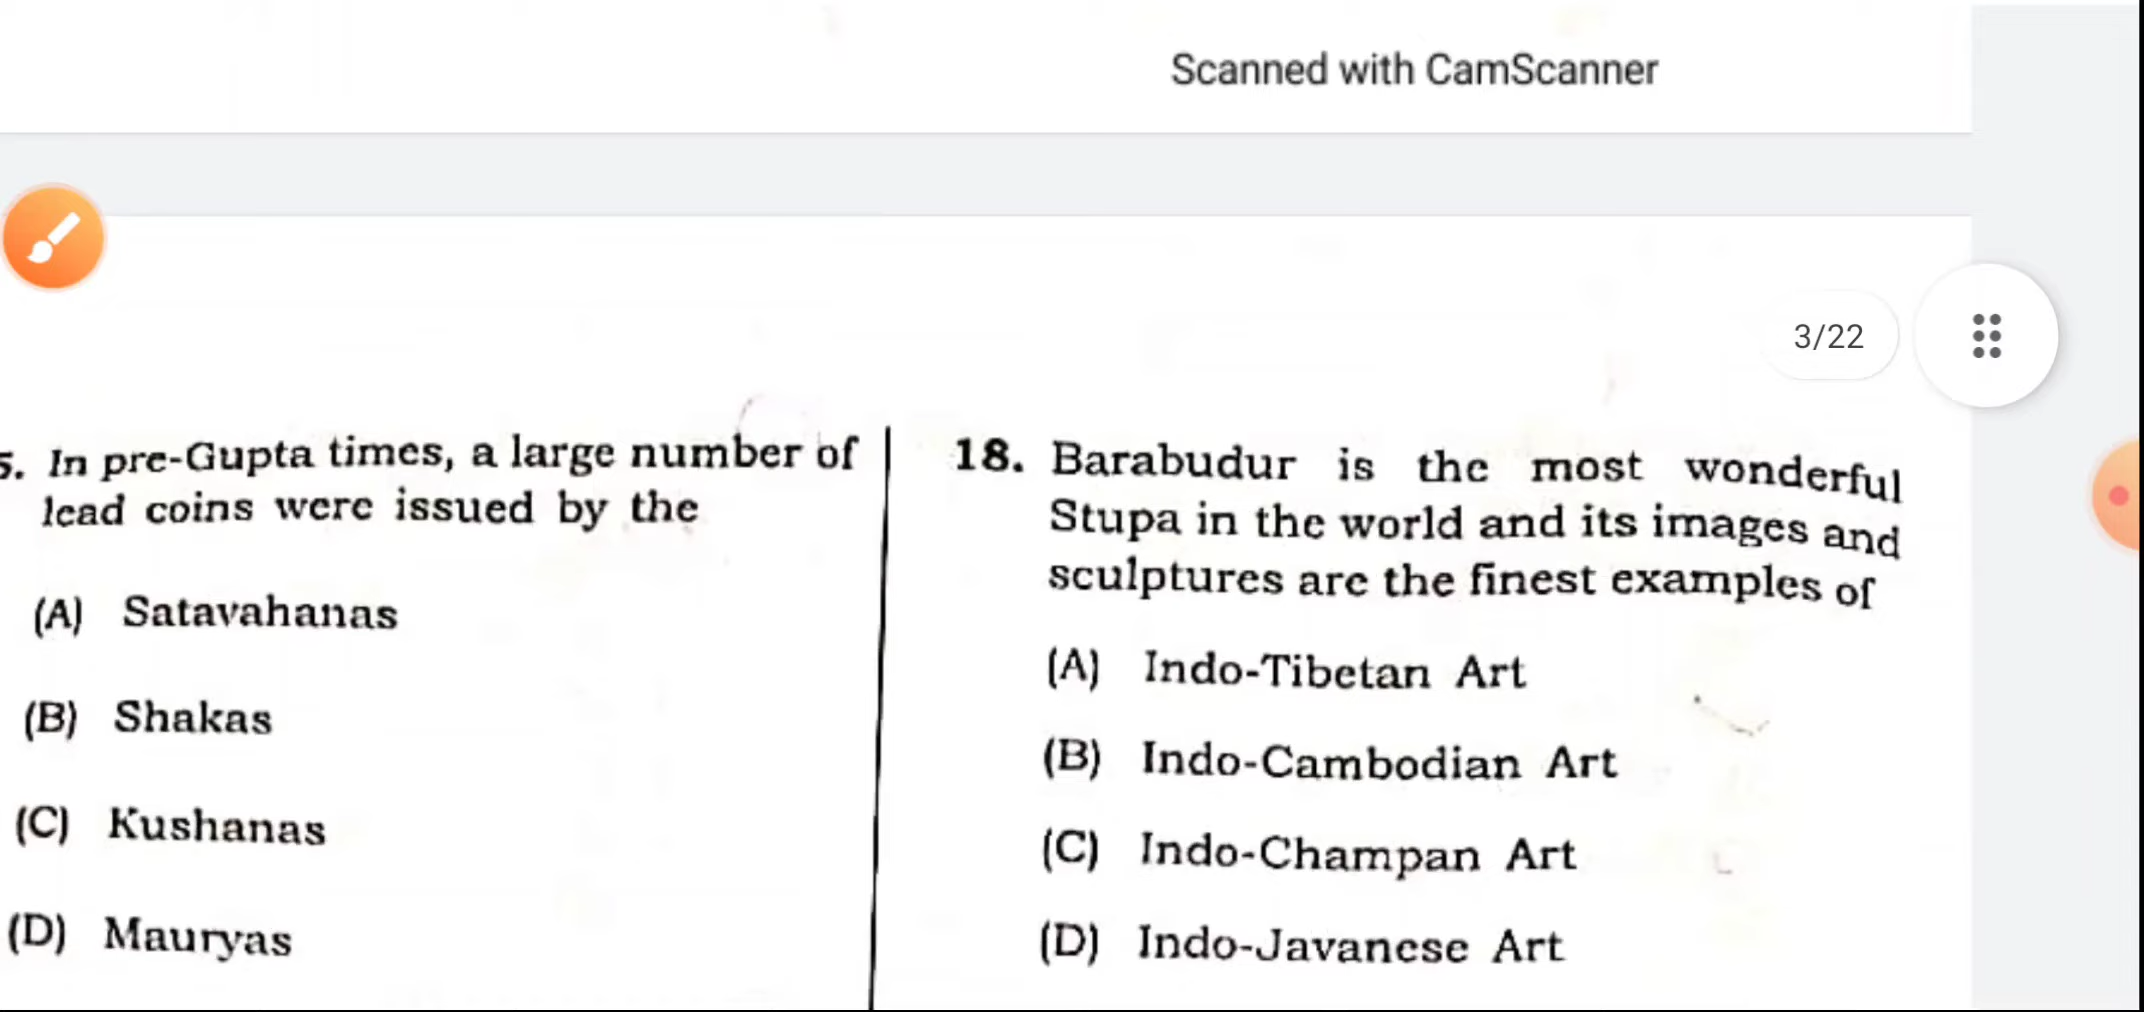 Scanned with CamScanner
3/22
5. In pre-Gupta times, a large number of
lead coins were issued by the
(A) Satavahanas
(B) Shakas
(C) Kushanas
(D) Mauryas
18. Barabudur is the most wonderful
Stupa in the world and its images and
sculptures are the finest examples of
(A) Indo-Tibetan Art
(B) Indo-Cambodian Art
(C) Indo-Champan Art
(D) Indo-Javanese Art